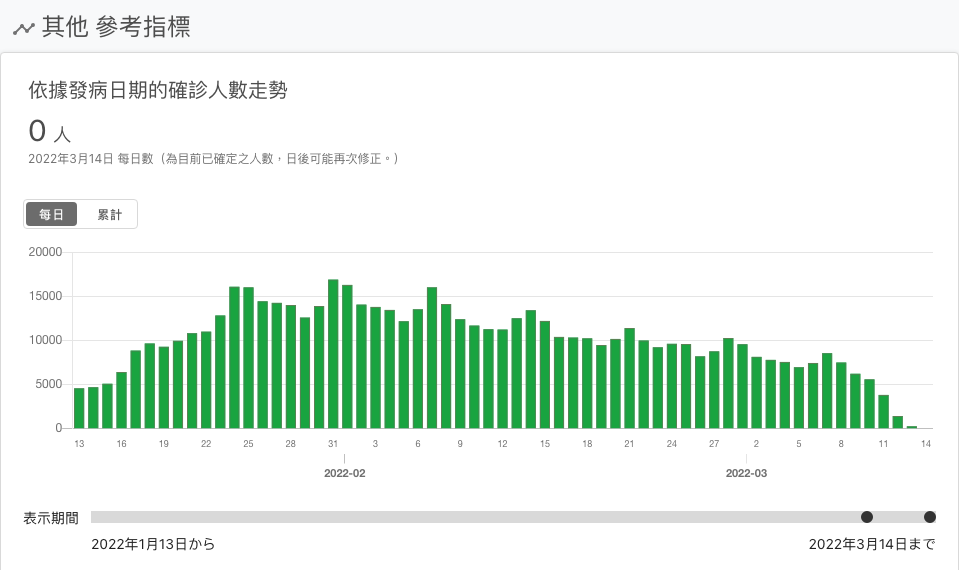 其他 參考指標
依據發病日期的確診人數走勢
0 人
2022年3月14日 每日數（為目前已確定之人數，日後可能再次修正。）
每日 累計
20000
15000
10000
5000
0
13 16 19 22 25 28 31 3 6 9 12 15 18 21 24 27 2 5 8 11 14
2022-02 2022-03
表示期間
2022年1月13日から 2022年3月14日まで